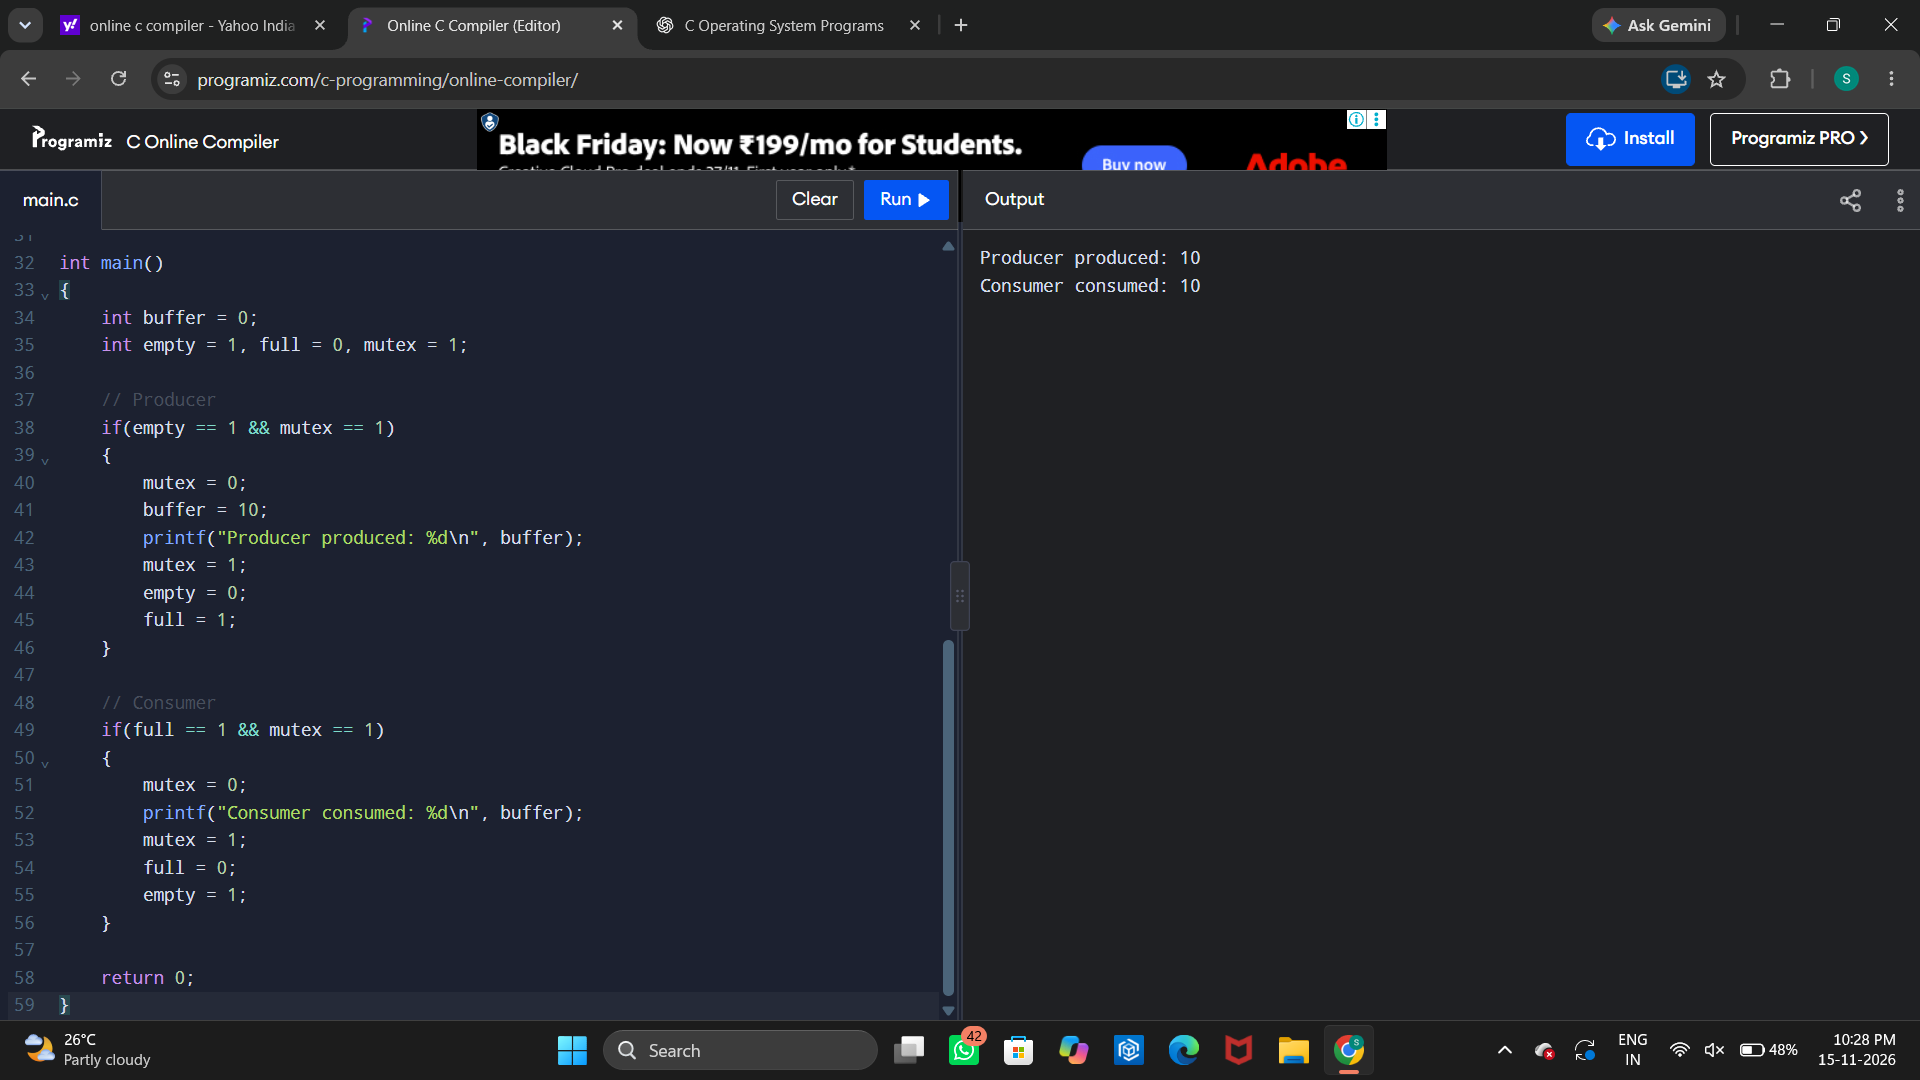 online c compiler - Yahoo India
Online C Compiler (Editor)
C Operating System Programs
Ask Gemini
programiz.com/c-programming/online-compiler/
S
Programiz C Online Compiler
Black Friday: Now ₹199/mo for Students.
Buy now
Adobe
Install
Programiz PRO
main.c
Clear
Run
Output
32 int main()
33 {
34 int buffer = 0;
35 int empty = 1, full = 0, mutex = 1;
36
37 // Producer
38 if(empty == 1 && mutex == 1)
39 {
40 mutex = 0;
41 buffer = 10;
42 printf("Producer produced: %d\n", buffer);
43 mutex = 1;
44 empty = 0;
45 full = 1;
46 }
47
48 // Consumer
49 if(full == 1 && mutex == 1)
50 {
51 mutex = 0;
52 printf("Consumer consumed: %d\n", buffer);
53 mutex = 1;
54 full = 0;
55 empty = 1;
56 }
57
58 return 0;
59 }
Producer produced: 10
Consumer consumed: 10
26°C
Partly cloudy
Search
42
ENG
IN
48%
10:28 PM
15-11-2026